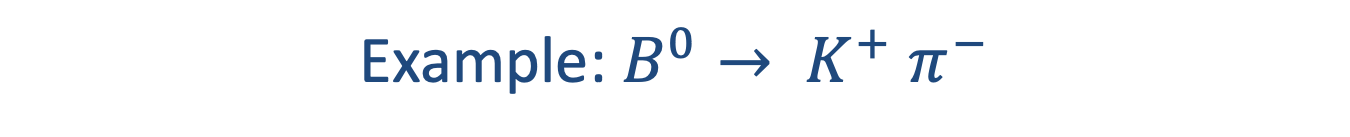 Example: B⁰ → K⁺ π⁻